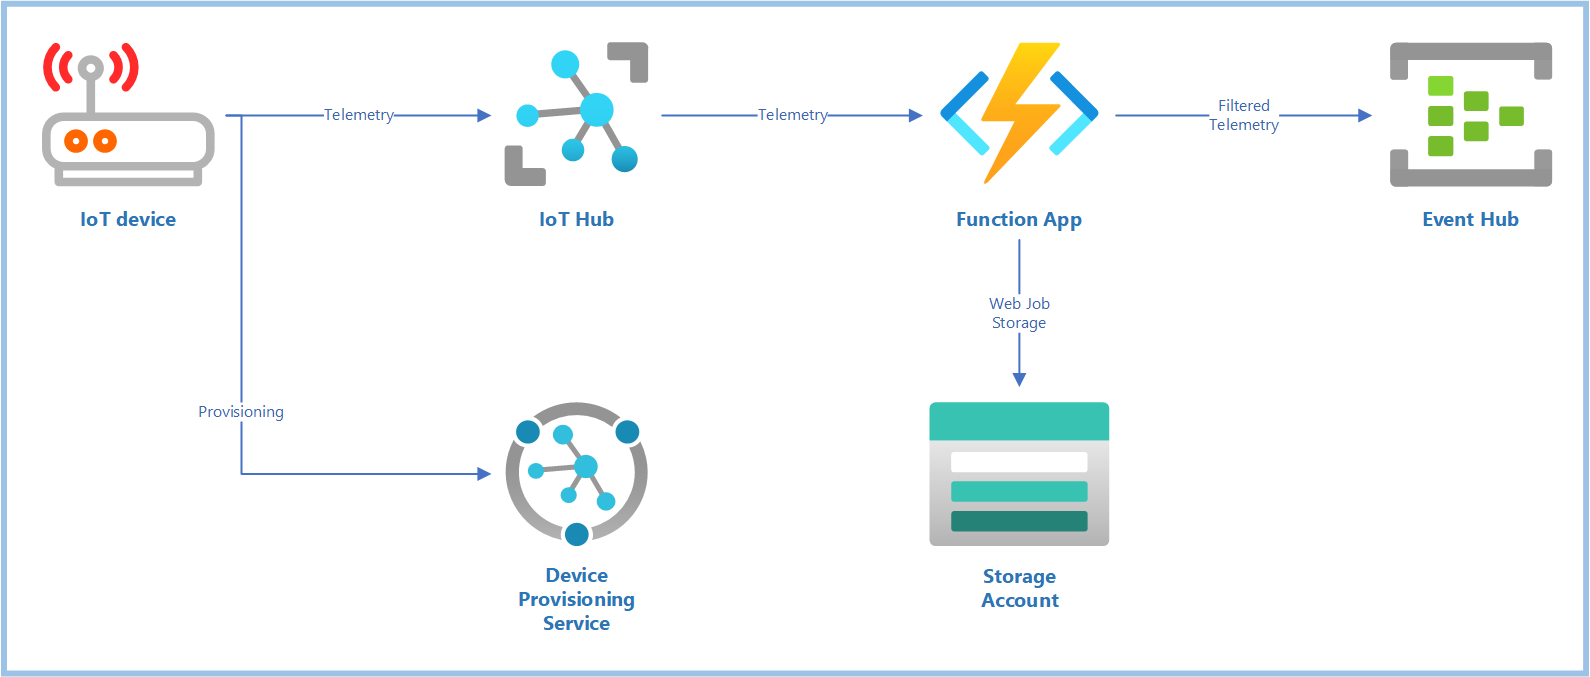 Telemetry
Telemetry
Filtered
Telemetry
IoT device
IoT Hub
Function App
Event Hub
Web Job
Storage
Provisioning
Device
Provisioning
Service
Storage
Account